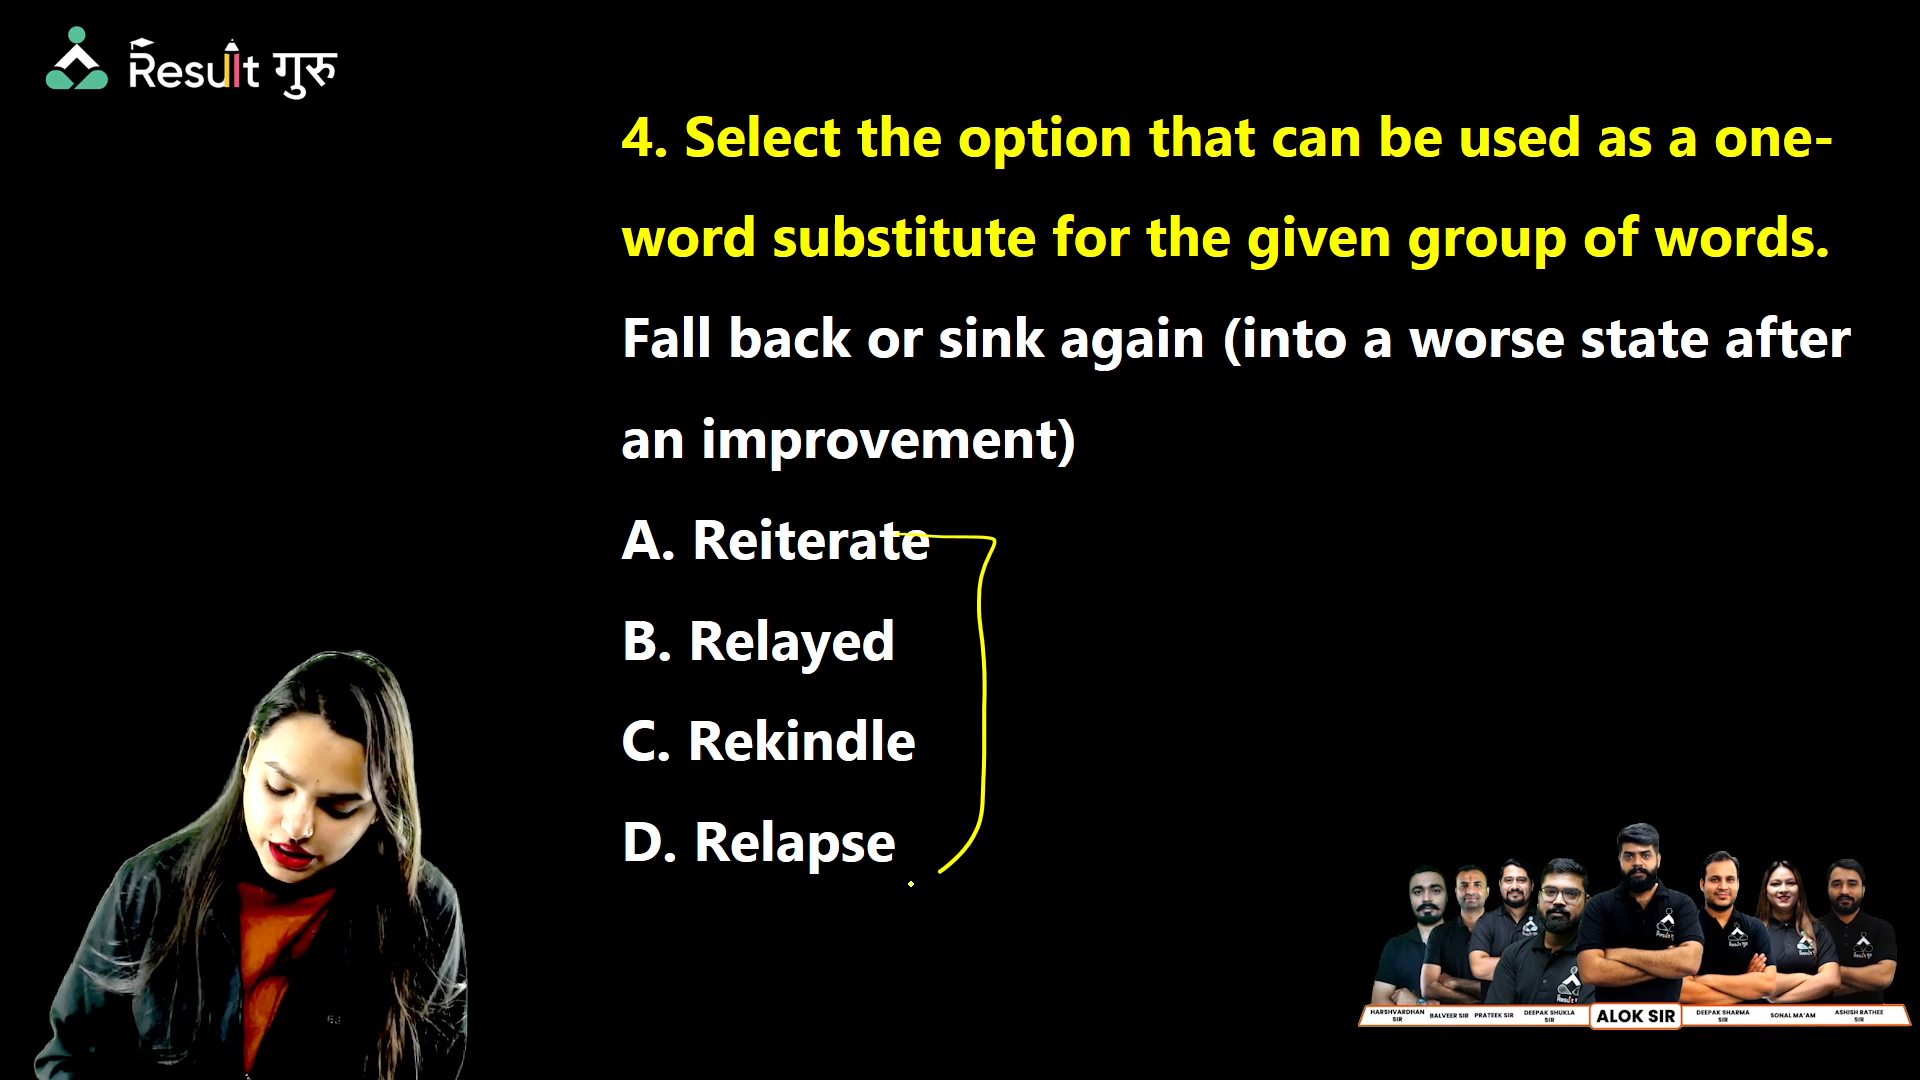 Result गुरु
4. Select the option that can be used as a one-
word substitute for the given group of words.
Fall back or sink again (into a worse state after
an improvement)
A. Reiterate
B. Relayed
C. Rekindle
D. Relapse
HARSHVARDHAN SIR BALVEER SIR PRATEEK SIR DEEPAK SHUKLA SIR ALOK SIR DEEPAK SHARMA SIR SONAL MA'AM ASHISH RATHEE SIR